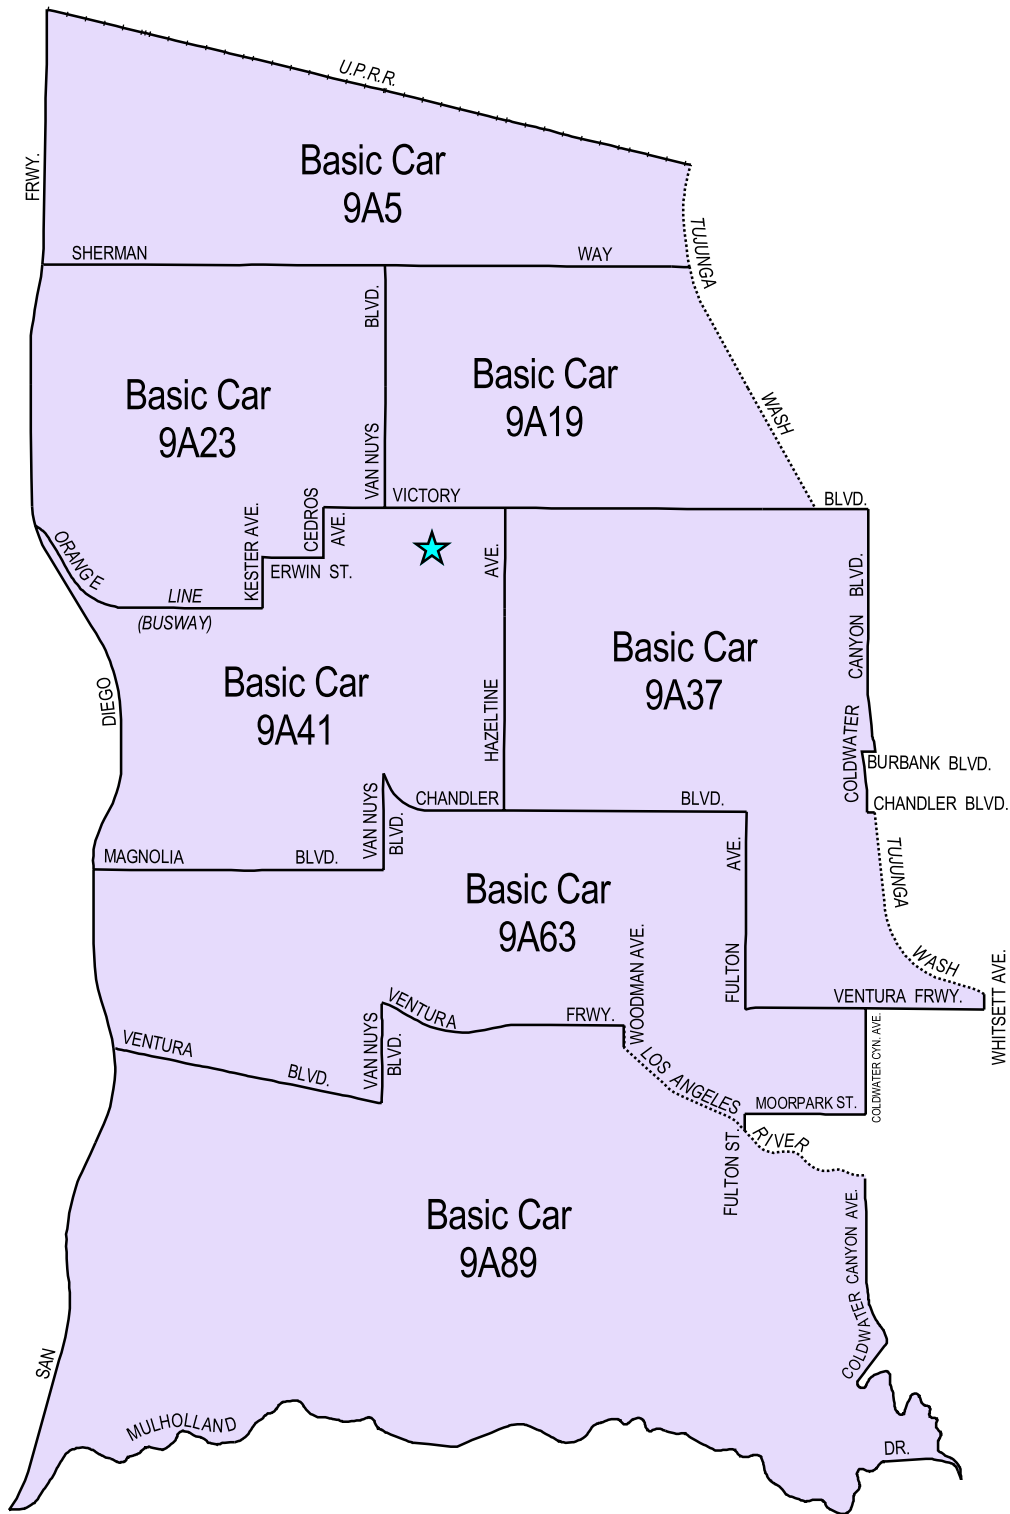 U.P.R.R.
FRWY.
Basic Car
9A5
SHERMAN
WAY
TUJUNGA
BLVD.
VAN NUYS
Basic Car
9A23
Basic Car
9A19
WASH
VICTORY
BLVD.
CEDROS
AVE.
KESTER AVE.
ERWIN ST.
ORANGE
LINE
(BUSWAY)
AVE.
HAZELTINE
CANYON BLVD.
COLDWATER
Basic Car
9A37
Basic Car
9A41
DIEGO
BURBANK BLVD.
CHANDLER BLVD.
VAN NUYS
BLVD.
CHANDLER
BLVD.
MAGNOLIA
BLVD.
AVE.
FULTON
TUJUNGA
WASH
Basic Car
9A63
WOODMAN AVE.
VENTURA FRWY.
WHITSETT AVE.
VENTURA
FRWY.
VAN NUYS
BLVD.
VENTURA
BLVD.
COLDWATER CYN. AVE.
LOS ANGELES
RIVER
MOORPARK ST.
FULTON ST.
Basic Car
9A89
COLDWATER CANYON AVE.
SAN
MULHOLLAND
DR.